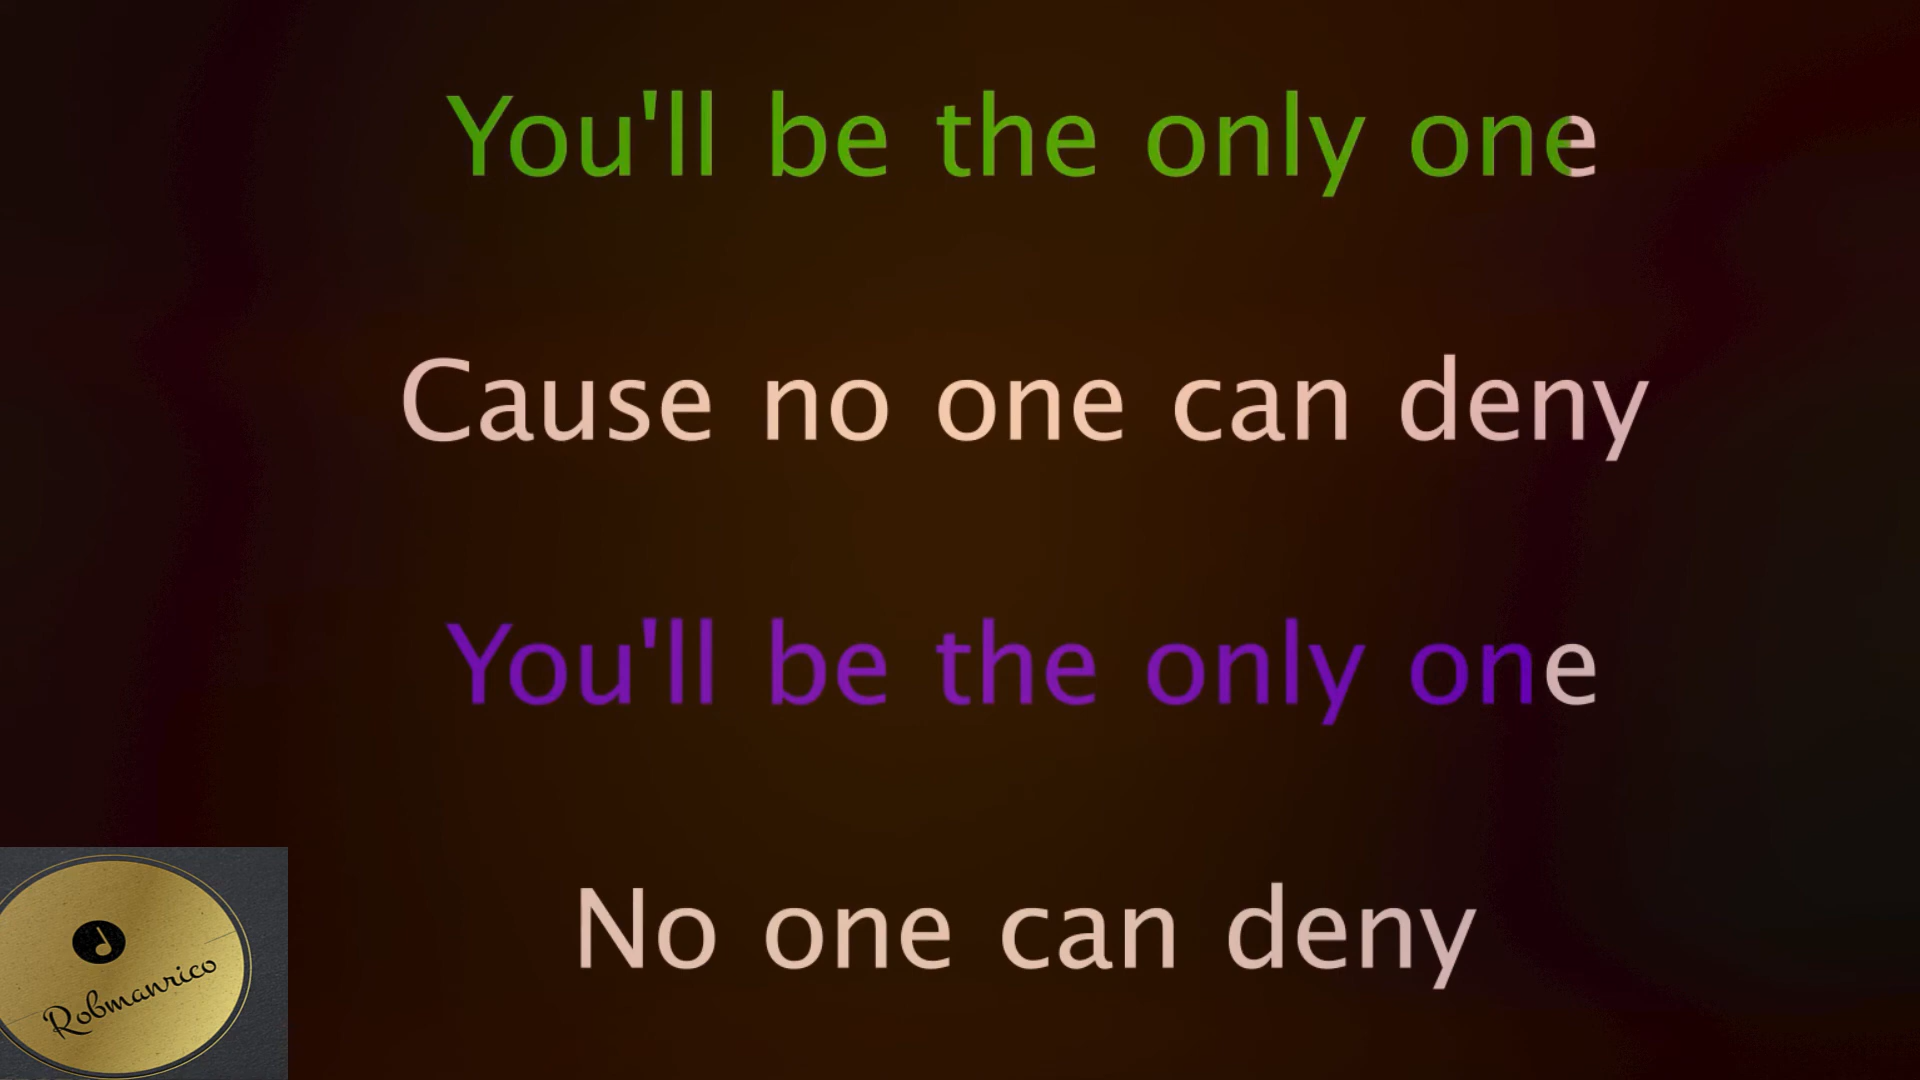 You'll be the only one
Cause no one can deny
You'll be the only one
No one can deny
Robmanrico